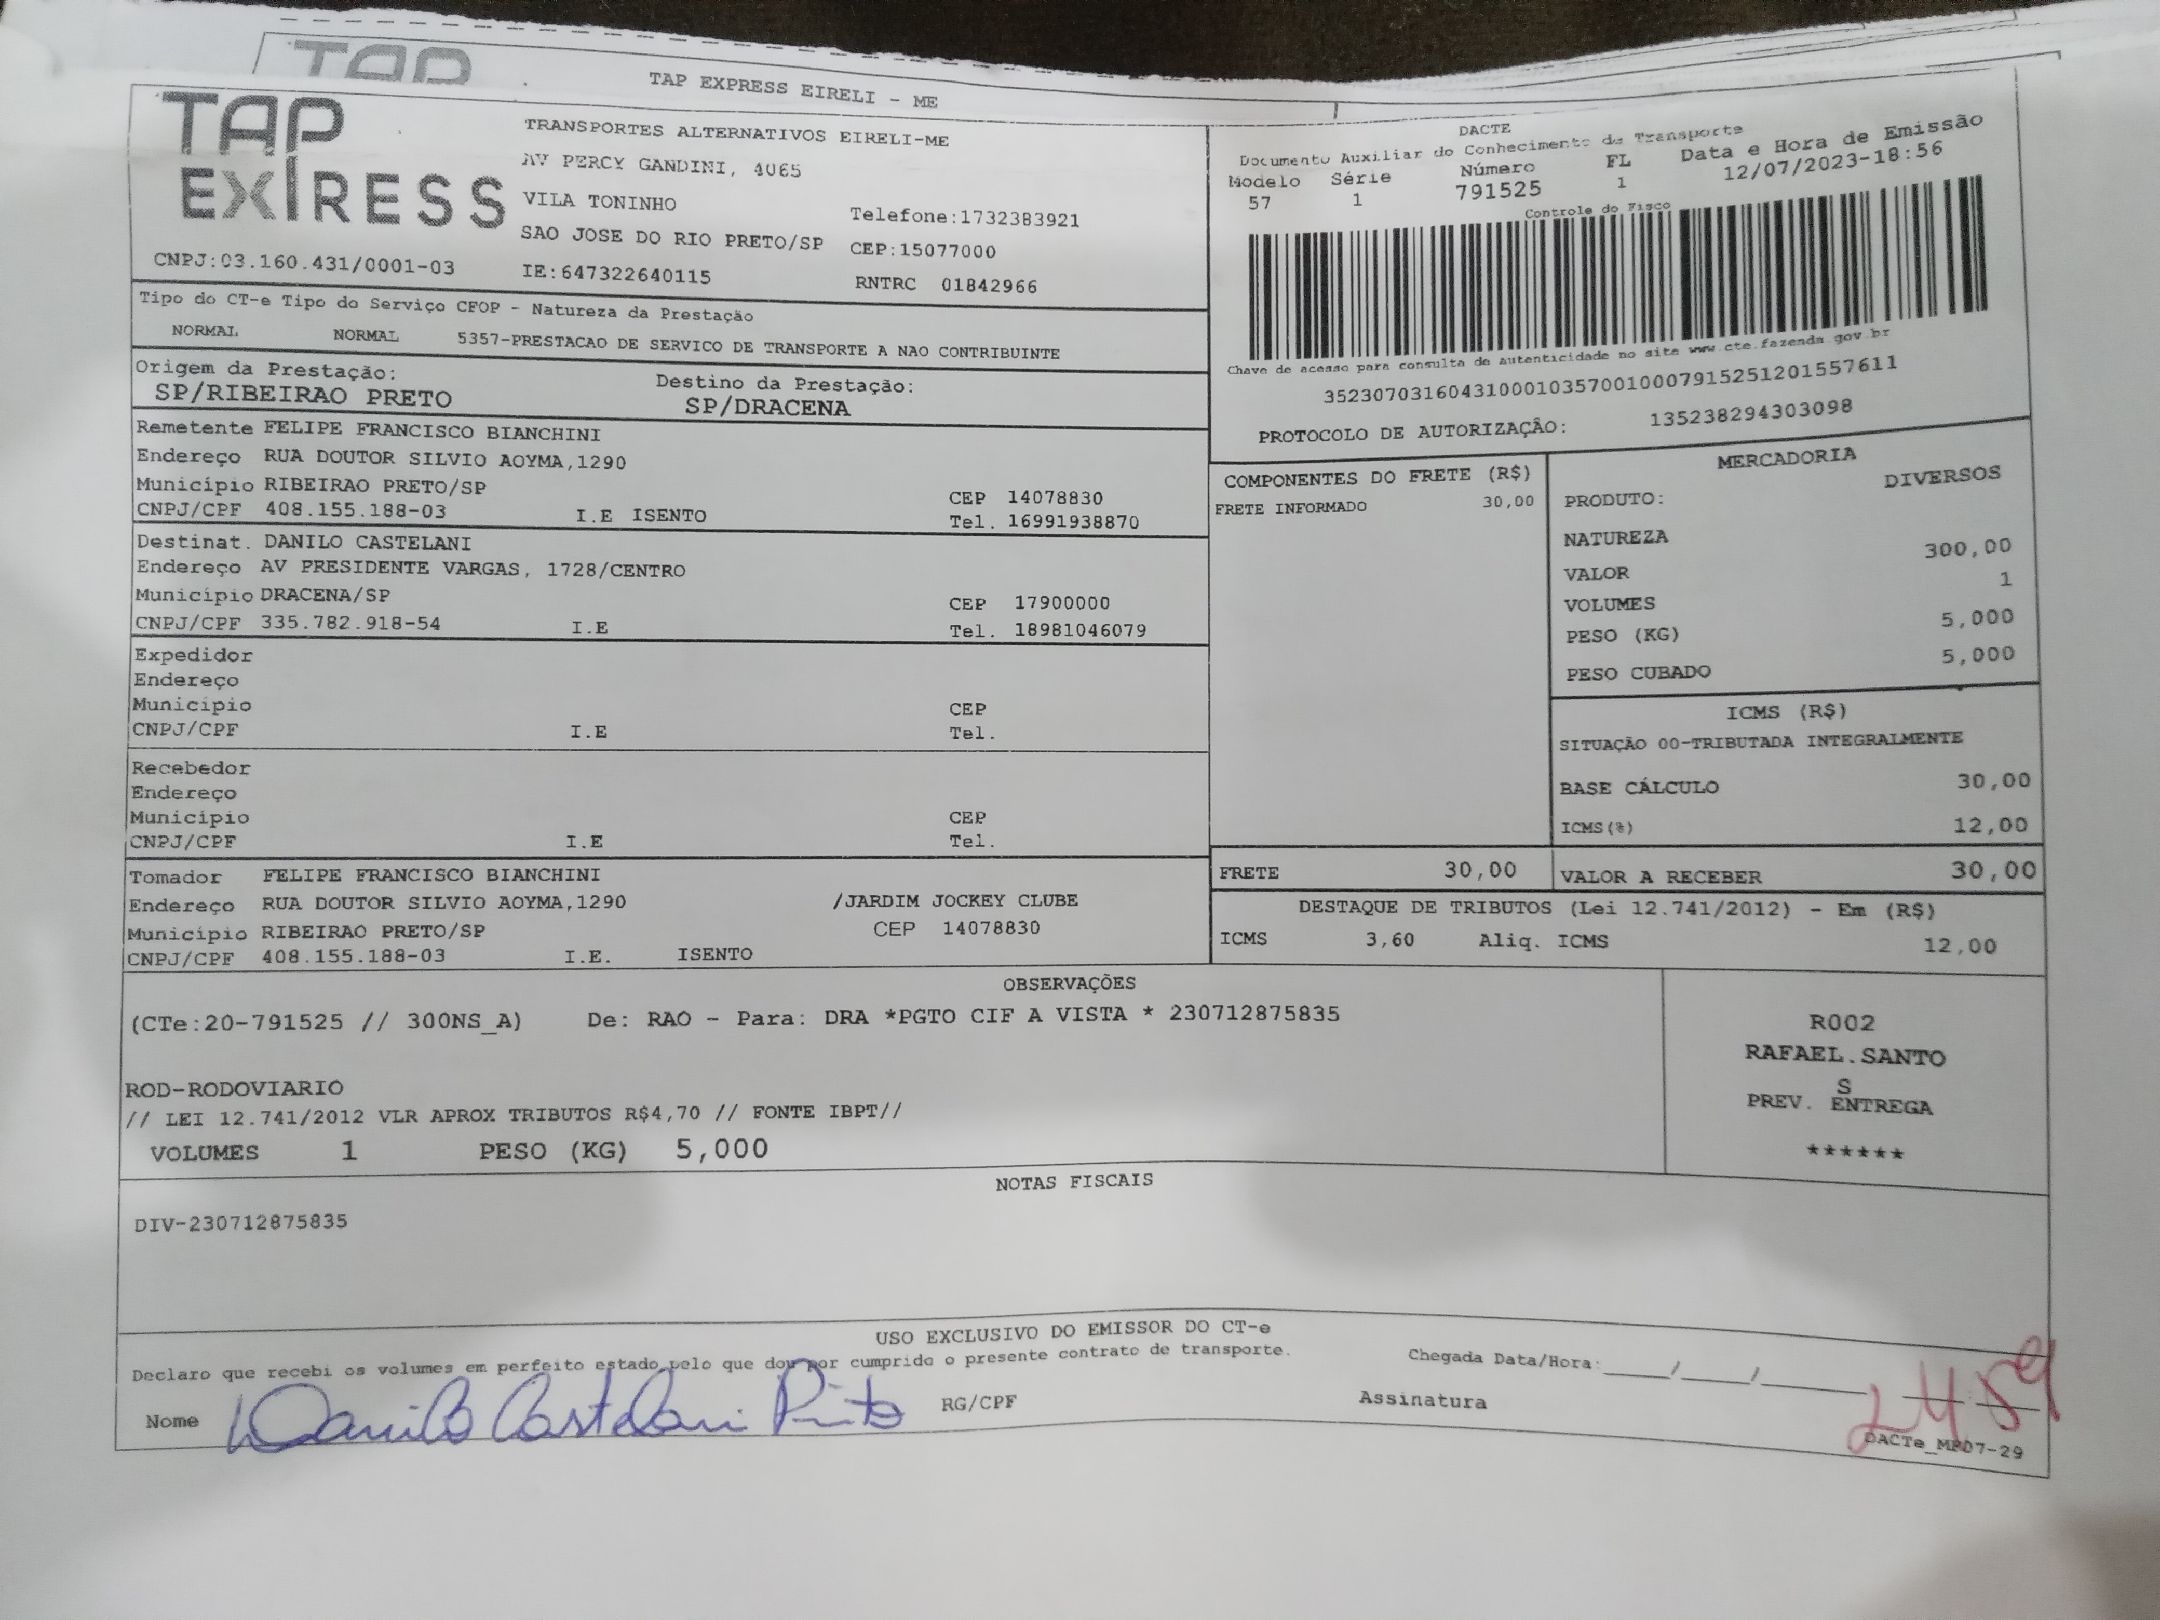 TAP
TAP EXPRESS EIRELI - ME
TAP
EXPRESS
TRANSPORTES ALTERNATIVOS EIRELI-ME
AV PERCY GANDINI, 4065
VILA TONINHO
Telefone:1732383921
SAO JOSE DO RIO PRETO/SP CEP:15077000
CNPJ:03.160.431/0001-03 IE:647322640115 RNTRC 01842966
DACTE
Documento Auxiliar do Conhecimento de Transporte
Modelo Série Número FL Data e Hora de Emissão
57 1 791525 1 12/07/2023-18:56
Controle do Fisco
Chave de acesso para consulta de autenticidade no site www.cte.fazenda.gov.br
35230703160431000103570010007915251201557611
PROTOCOLO DE AUTORIZAÇÃO: 135238294303098
Tipo do CT-e Tipo do Serviço CFOP - Natureza da Prestação
NORMAL NORMAL 5357-PRESTACAO DE SERVICO DE TRANSPORTE A NAO CONTRIBUINTE
Origem da Prestação: Destino da Prestação:
SP/RIBEIRAO PRETO SP/DRACENA
Remetente FELIPE FRANCISCO BIANCHINI
Endereço RUA DOUTOR SILVIO AOYMA,1290
Município RIBEIRAO PRETO/SP CEP 14078830
CNPJ/CPF 408.155.188-03 I.E ISENTO Tel. 16991938870
Destinat. DANILO CASTELANI
Endereço AV PRESIDENTE VARGAS, 1728/CENTRO
Município DRACENA/SP CEP 17900000
CNPJ/CPF 335.782.918-54 I.E Tel. 18981046079
Expedidor
Endereço
Município CEP
CNPJ/CPF I.E Tel.
Recebedor
Endereço
Município CEP
CNPJ/CPF I.E Tel.
Tomador FELIPE FRANCISCO BIANCHINI
Endereço RUA DOUTOR SILVIO AOYMA,1290 /JARDIM JOCKEY CLUBE
Município RIBEIRAO PRETO/SP CEP 14078830
CNPJ/CPF 408.155.188-03 I.E. ISENTO
COMPONENTES DO FRETE (R$)
FRETE INFORMADO 30,00
MERCADORIA
PRODUTO: DIVERSOS
NATUREZA
VALOR 300,00
VOLUMES 1
PESO (KG) 5,000
PESO CUBADO 5,000
ICMS (R$)
SITUAÇÃO 00-TRIBUTADA INTEGRALMENTE
BASE CÁLCULO 30,00
ICMS(%) 12,00
FRETE 30,00 VALOR A RECEBER 30,00
DESTAQUE DE TRIBUTOS (Lei 12.741/2012) - Em (R$)
ICMS 3,60 Aliq. ICMS 12,00
OBSERVAÇÕES
(CTe:20-791525 // 300NS_A) De: RAO - Para: DRA *PGTO CIF A VISTA * 230712875835
ROD-RODOVIARIO
// LEI 12.741/2012 VLR APROX TRIBUTOS R$4,70 // FONTE IBPT//
VOLUMES 1 PESO (KG) 5,000
R002
RAFAEL.SANTO
S
PREV. ENTREGA
******
NOTAS FISCAIS
DIV-230712875835
USO EXCLUSIVO DO EMISSOR DO CT-e
Declaro que recebi os volumes em perfeito estado pelo que dou por cumprido o presente contrato de transporte.
Chegada Data/Hora:____/____/______ ____:____
Nome Danilo Castelani Pinto RG/CPF Assinatura
DACTe_MP07-29